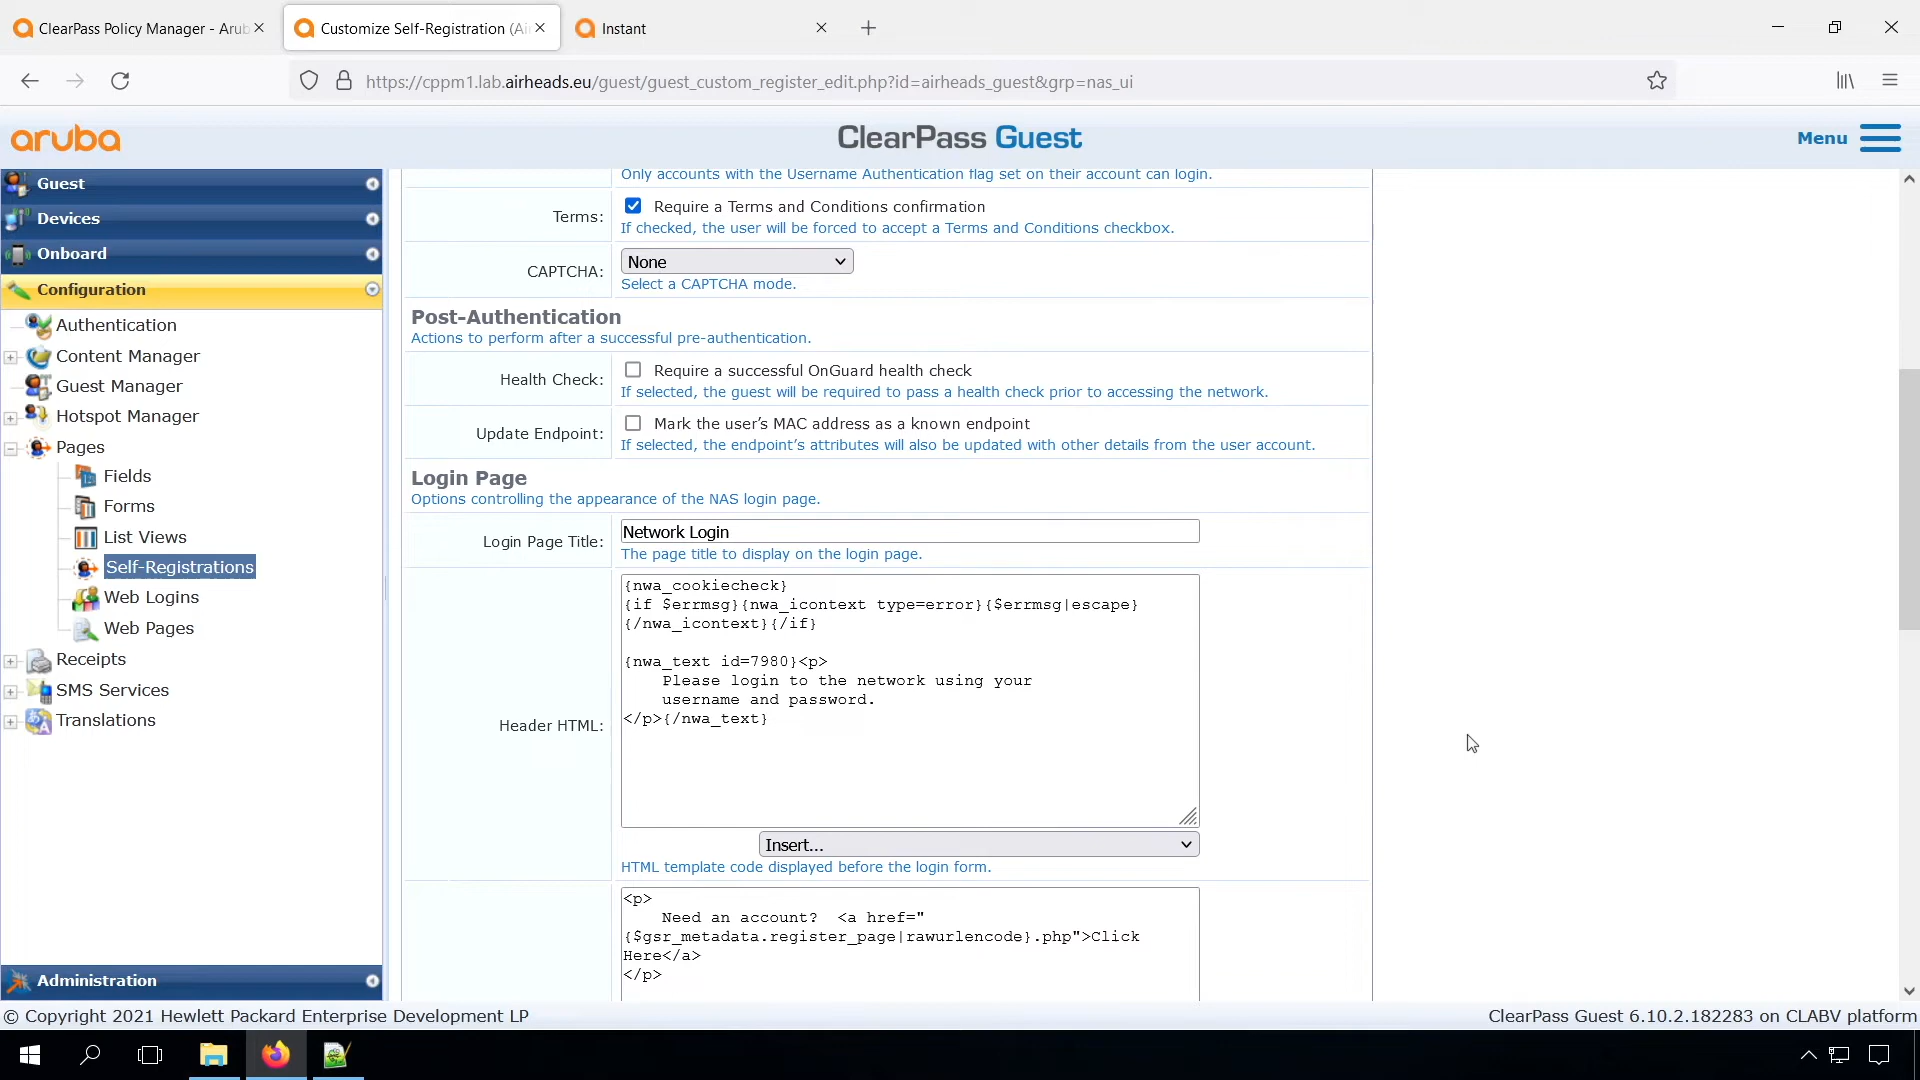 ClearPass Policy Manager - Arub
Customize Self-Registration (Ai
Instant
https://cppm1.lab.airheads.eu/guest/guest_custom_register_edit.php?id=airheads_guest&grp=nas_ui
aruba
ClearPass Guest
Menu
Guest
Devices
Onboard
Configuration
Authentication
Content Manager
Guest Manager
Hotspot Manager
Pages
Fields
Forms
List Views
Self-Registrations
Web Logins
Web Pages
Receipts
SMS Services
Translations
Administration
Only accounts with the Username Authentication flag set on their account can login.
Terms:
Require a Terms and Conditions confirmation
If checked, the user will be forced to accept a Terms and Conditions checkbox.
CAPTCHA:
None
Select a CAPTCHA mode.
Post-Authentication
Actions to perform after a successful pre-authentication.
Health Check:
Require a successful OnGuard health check
If selected, the guest will be required to pass a health check prior to accessing the network.
Update Endpoint:
Mark the user’s MAC address as a known endpoint
If selected, the endpoint’s attributes will also be updated with other details from the user account.
Login Page
Options controlling the appearance of the NAS login page.
Login Page Title:
Network Login
The page title to display on the login page.
Header HTML:
{nwa_cookiecheck}
{if $errmsg}{nwa_icontext type=error}{$errmsg|escape}
{/nwa_icontext}{/if}
{nwa_text id=7980}<p>
Please login to the network using your
username and password.
</p>{/nwa_text}
Insert...
HTML template code displayed before the login form.
<p>
Need an account?  <a href="
{$gsr_metadata.register_page|rawurlencode}.php">Click
Here</a>
</p>
© Copyright 2021 Hewlett Packard Enterprise Development LP
ClearPass Guest 6.10.2.182283 on CLABV platform